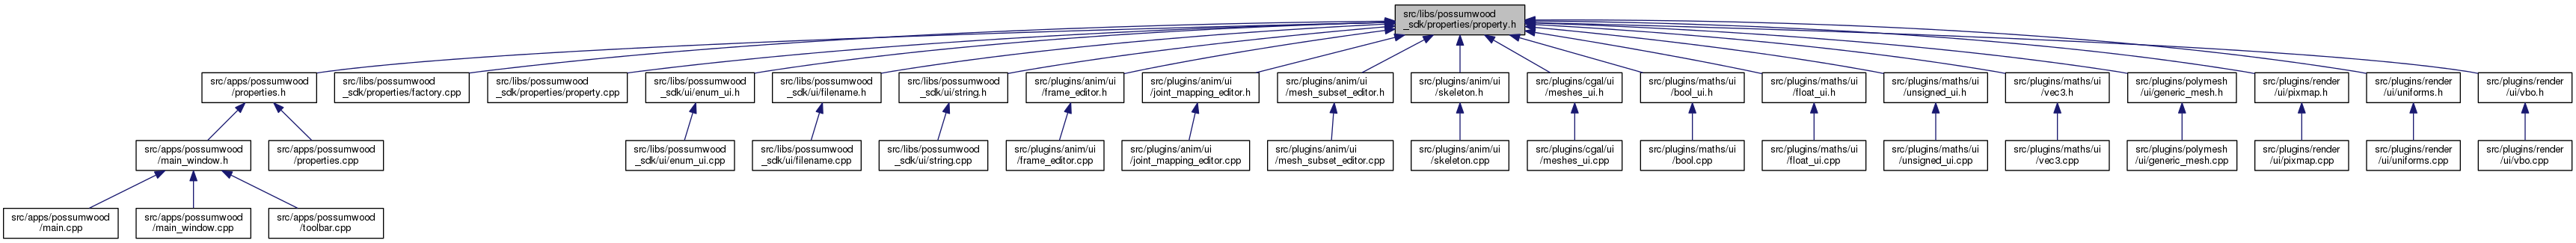 src/libs/possumwood
_sdk/properties/property.h
src/apps/possumwood
/properties.h
src/libs/possumwood
_sdk/properties/factory.cpp
src/libs/possumwood
_sdk/properties/property.cpp
src/libs/possumwood
_sdk/ui/enum_ui.h
src/libs/possumwood
_sdk/ui/filename.h
src/libs/possumwood
_sdk/ui/string.h
src/plugins/anim/ui
/frame_editor.h
src/plugins/anim/ui
/joint_mapping_editor.h
src/plugins/anim/ui
/mesh_subset_editor.h
src/plugins/anim/ui
/skeleton.h
src/plugins/cgal/ui
/meshes_ui.h
src/plugins/maths/ui
/bool_ui.h
src/plugins/maths/ui
/float_ui.h
src/plugins/maths/ui
/unsigned_ui.h
src/plugins/maths/ui
/vec3.h
src/plugins/polymesh
/ui/generic_mesh.h
src/plugins/render
/ui/pixmap.h
src/plugins/render
/ui/uniforms.h
src/plugins/render
/ui/vbo.h
src/apps/possumwood
/main_window.h
src/apps/possumwood
/properties.cpp
src/libs/possumwood
_sdk/ui/enum_ui.cpp
src/libs/possumwood
_sdk/ui/filename.cpp
src/libs/possumwood
_sdk/ui/string.cpp
src/plugins/anim/ui
/frame_editor.cpp
src/plugins/anim/ui
/joint_mapping_editor.cpp
src/plugins/anim/ui
/mesh_subset_editor.cpp
src/plugins/anim/ui
/skeleton.cpp
src/plugins/cgal/ui
/meshes_ui.cpp
src/plugins/maths/ui
/bool.cpp
src/plugins/maths/ui
/float_ui.cpp
src/plugins/maths/ui
/unsigned_ui.cpp
src/plugins/maths/ui
/vec3.cpp
src/plugins/polymesh
/ui/generic_mesh.cpp
src/plugins/render
/ui/pixmap.cpp
src/plugins/render
/ui/uniforms.cpp
src/plugins/render
/ui/vbo.cpp
src/apps/possumwood
/main.cpp
src/apps/possumwood
/main_window.cpp
src/apps/possumwood
/toolbar.cpp